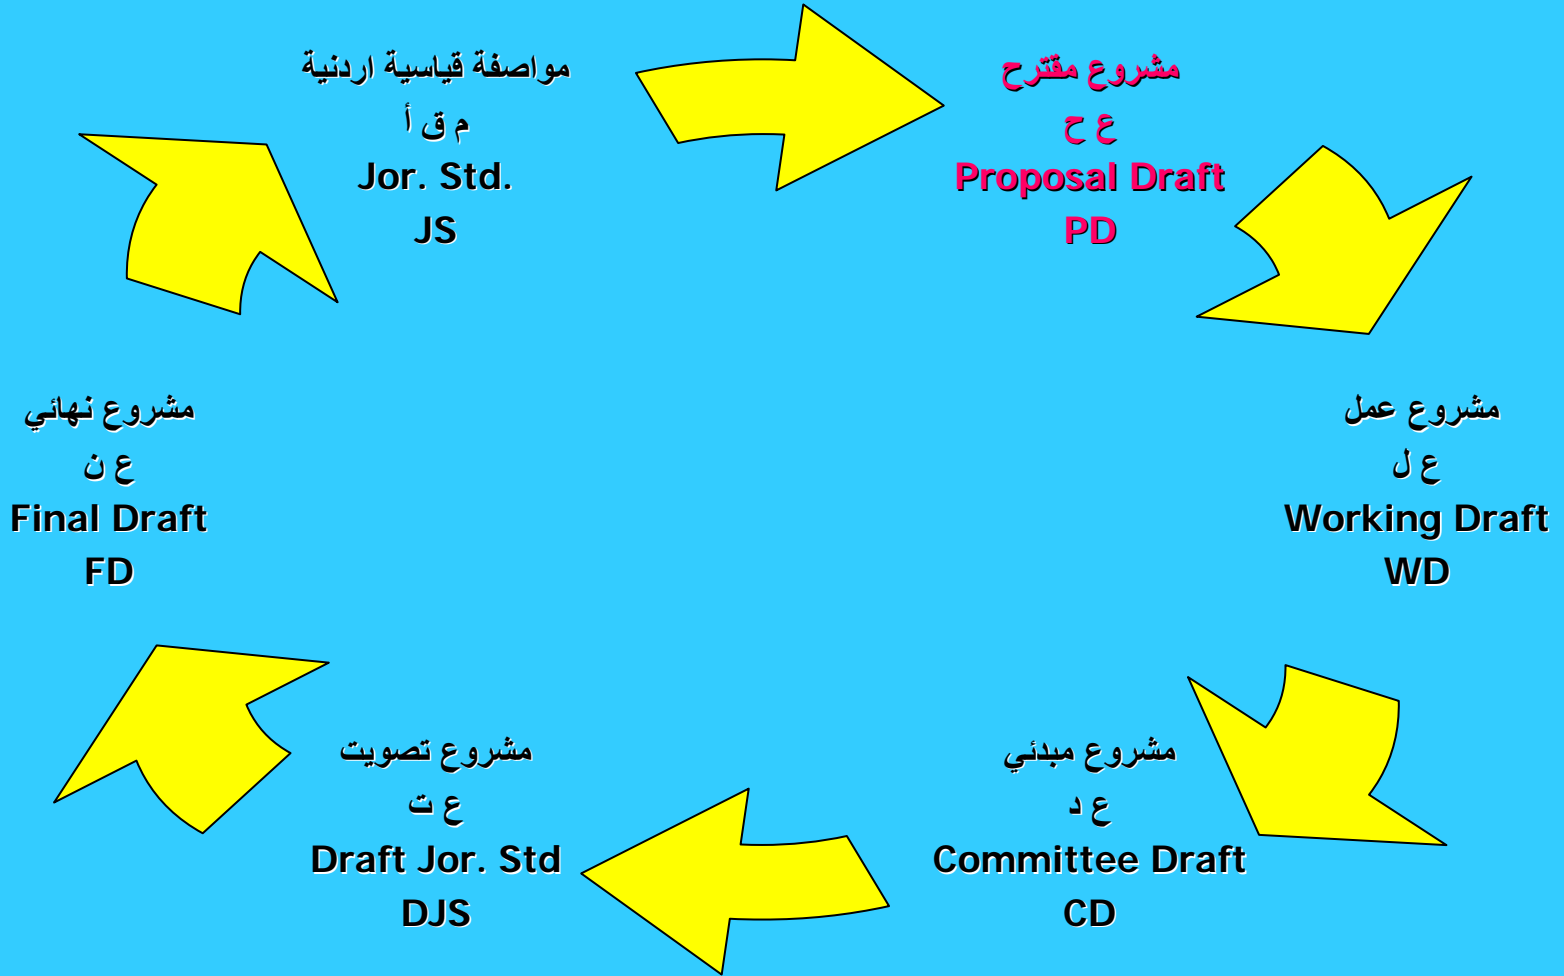 مواصفة قياسية اردنية
م ق أ
Jor. Std.
JS
مشروع مقترح
ع ح
Proposal Draft
PD
مشروع عمل
ع ل
Working Draft
WD
مشروع مبدئي
ع د
Committee Draft
CD
مشروع تصويت
ع ت
Draft Jor. Std
DJS
مشروع نهائي
ع ن
Final Draft
FD